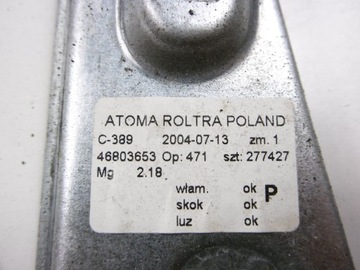 ATOMA ROLTRA POLAND
C-389 2004-07-13 zm. 1
46803653 Op: 471 szt: 277427
Mg 2.18
włam. ok P
skok . ok
luz . ok